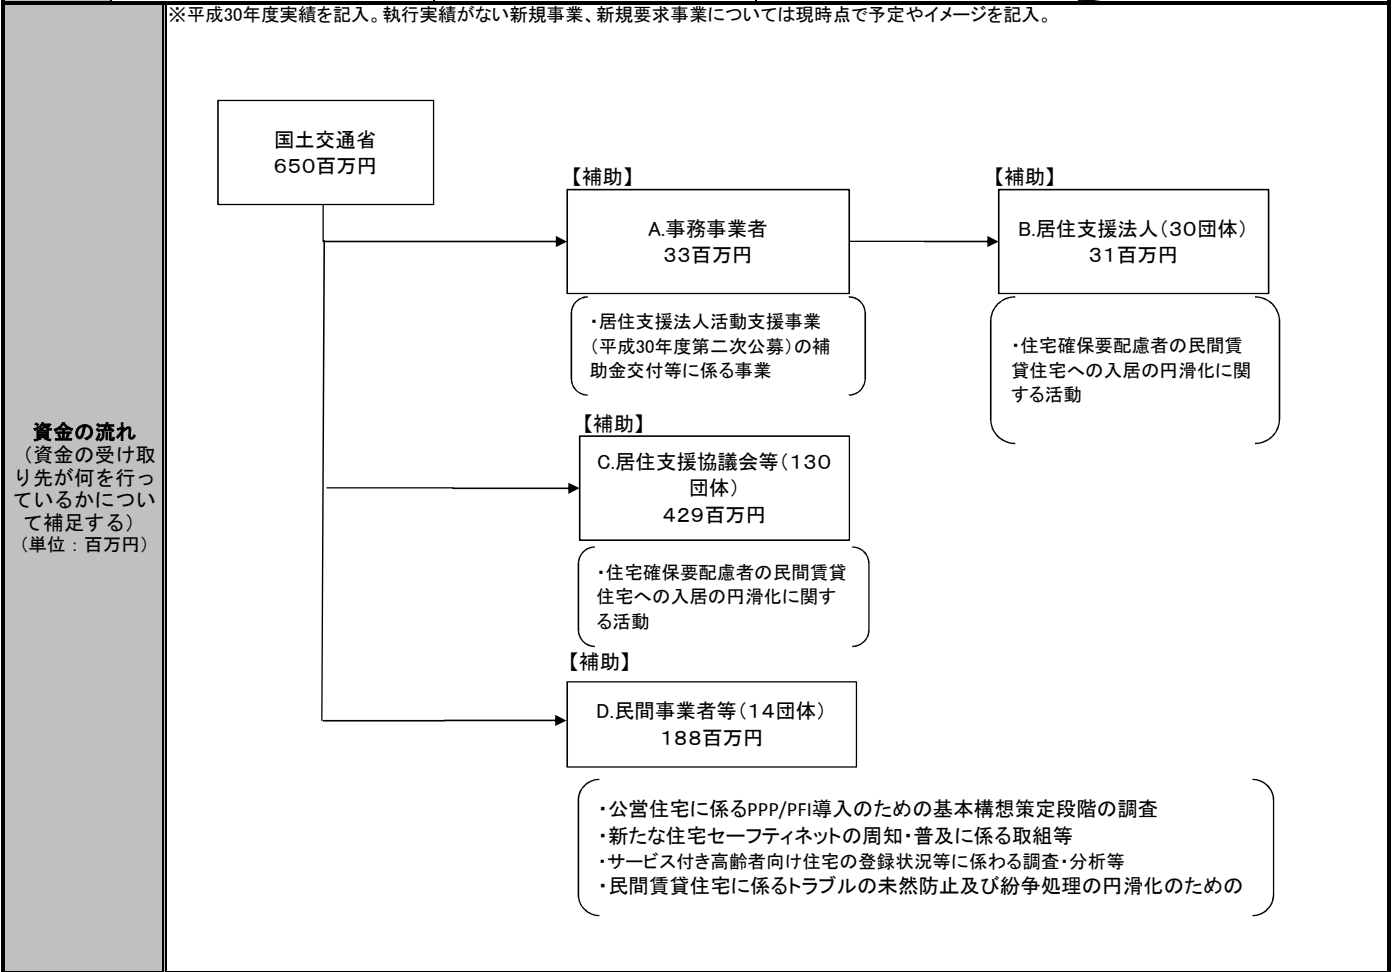 ※平成30年度実績を記入。執行実績がない新規事業、新規要求事業については現時点で予定やイメージを記入。
資金の流れ
（資金の受け取
り先が何を行っ
ているかについ
て補足する）
（単位：百万円）
国土交通省
650百万円
【補助】
A.事務事業者
33百万円
・居住支援法人活動支援事業
（平成30年度第二次公募）の補
助金交付等に係る事業
【補助】
B.居住支援法人（30団体）
31百万円
・住宅確保要配慮者の民間賃
貸住宅への入居の円滑化に関
する活動
【補助】
C.居住支援協議会等（130
団体）
429百万円
・住宅確保要配慮者の民間賃貸
住宅への入居の円滑化に関す
る活動
【補助】
D.民間事業者等（14団体）
188百万円
・公営住宅に係るPPP/PFI導入のための基本構想策定段階の調査
・新たな住宅セーフティネットの周知・普及に係る取組等
・サービス付き高齢者向け住宅の登録状況等に係わる調査・分析等
・民間賃貸住宅に係るトラブルの未然防止及び紛争処理の円滑化のための